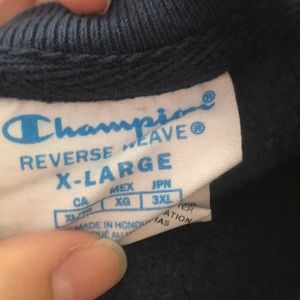 Champion®
REVERSE WEAVE®
X-LARGE
CA MEX JPN
XG 3XL
MADE IN HONDURAS